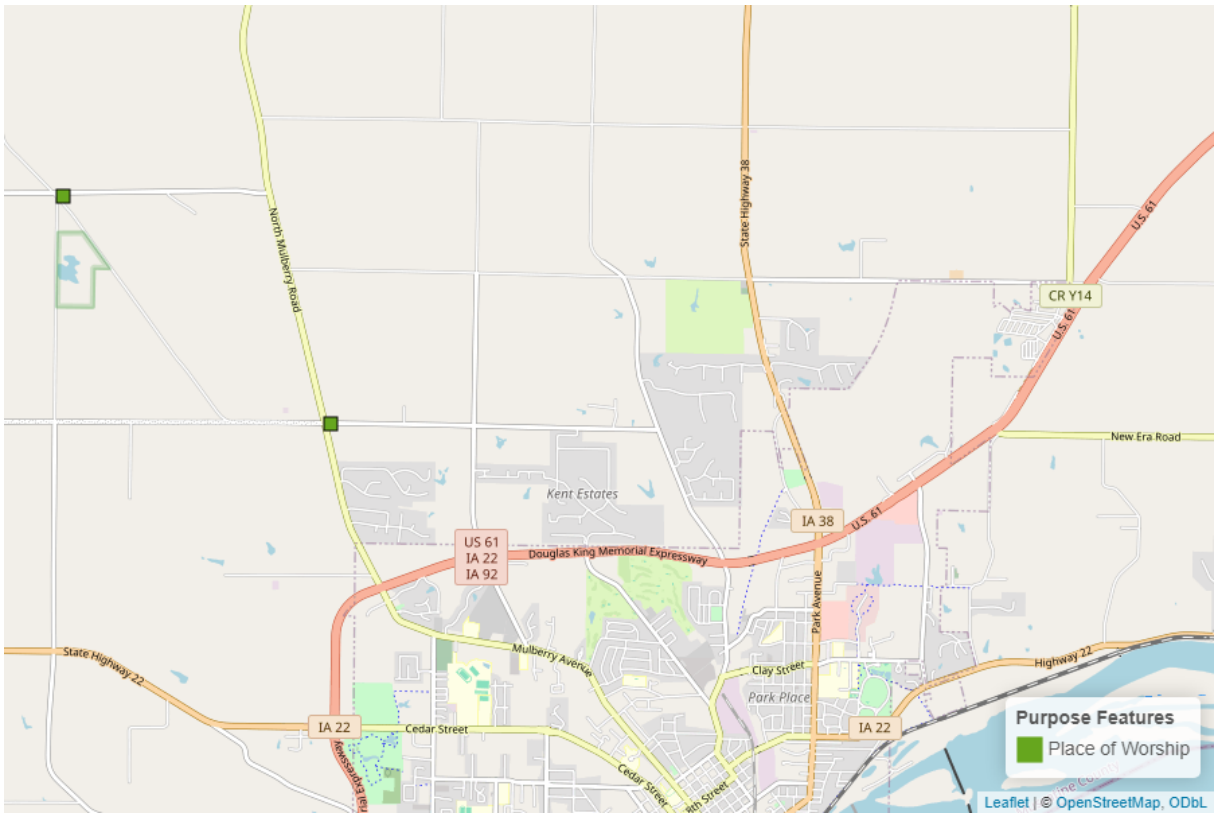 State Highway 38
U.S. 61
North Mulberry Road
CR Y14
U.S. 61
New Era Road
Kent Estates
IA 38
U.S. 61
US 61
IA 22
IA 92
Douglas King Memorial Expressway
Park Avenue
Mulberry Avenue
State Highway 22
Highway 22
Clay Street
Park Place
IA 22
Cedar Street
IA 22
Cedar Street
8th Street
Purpose Features
Place of Worship
Leaflet | © OpenStreetMap, ODbL